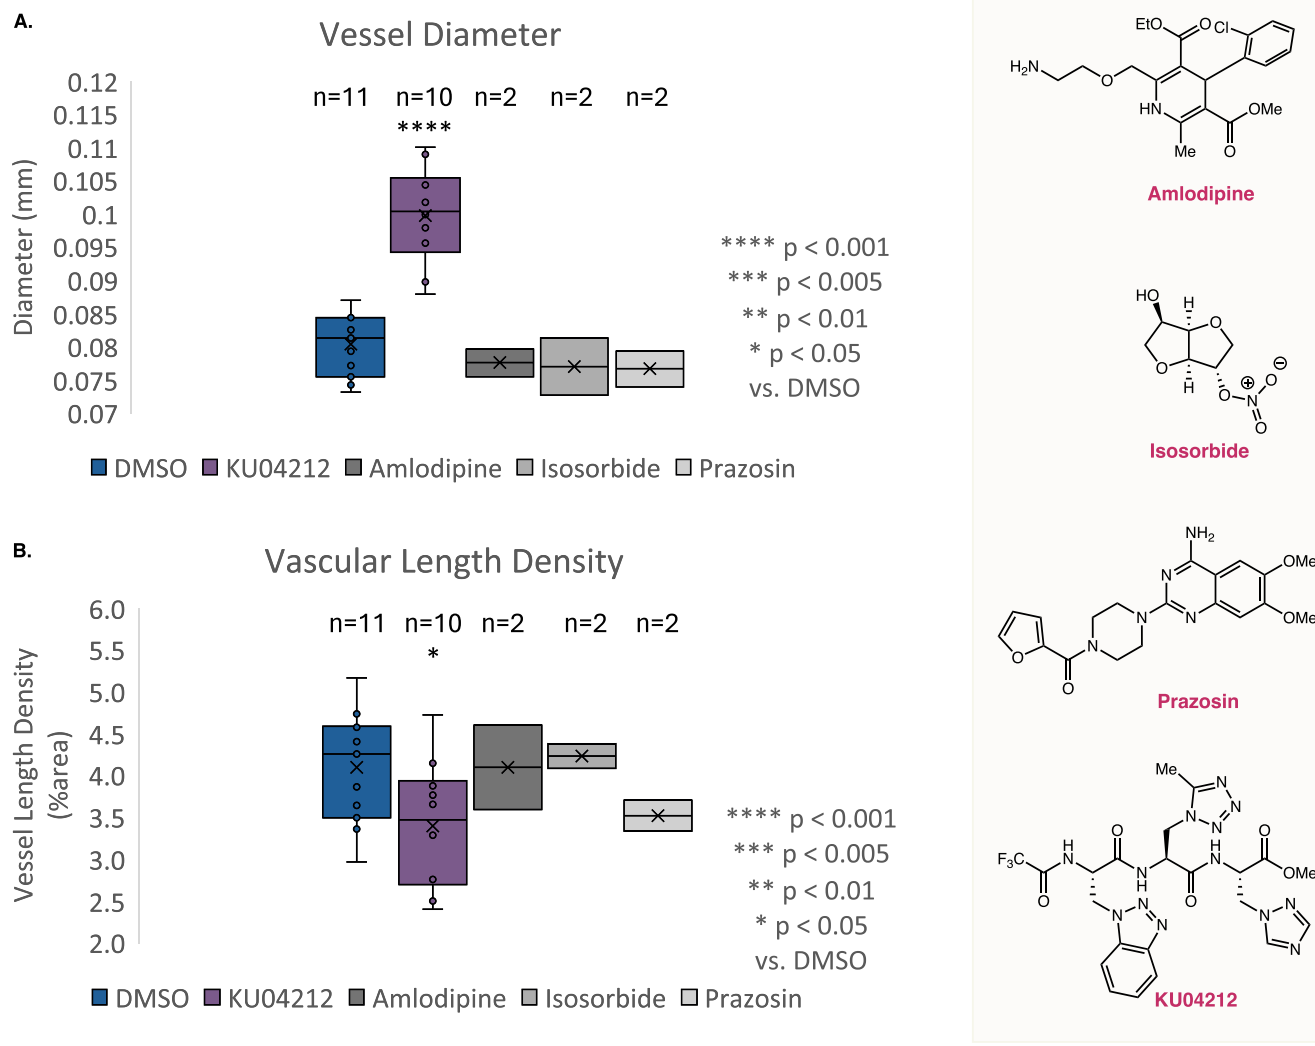 A.
Vessel Diameter
Diameter (mm)
0.12
0.115
0.11
0.105
0.1
0.095
0.09
0.085
0.08
0.075
0.07
n=11 n=10 n=2 n=2 n=2
****
**** p < 0.001
*** p < 0.005
** p < 0.01
* p < 0.05
vs. DMSO
DMSO KU04212 Amlodipine Isosorbide Prazosin
B.
Vascular Length Density
Vessel Length Density
(%area)
6.0
5.5
5.0
4.5
4.0
3.5
3.0
2.5
2.0
n=11 n=10 n=2 n=2 n=2
*
**** p < 0.001
*** p < 0.005
** p < 0.01
* p < 0.05
vs. DMSO
DMSO KU04212 Amlodipine Isosorbide Prazosin
EtO O Cl
H2N O
HN OMe
Me O
Amlodipine
HO H
O
O
H O N+ O−
O
Isosorbide
NH2
N OMe
N N OMe
O N
O
Prazosin
Me N N
N N
O H O
F3C H N N OMe
O N H O N N
N N N
N
KU04212